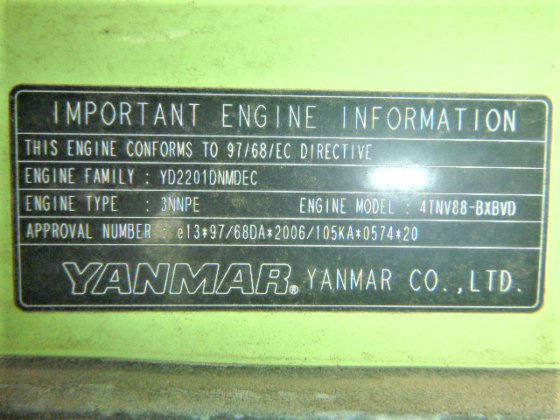 IMPORTANT ENGINE INFORMATION
THIS ENGINE CONFORMS TO 97/68/EC DIRECTIVE
ENGINE FAMILY : YD2201DNMDEC
ENGINE TYPE : 3NNPE ENGINE MODEL : 4TNV88-BXBVD
APPROVAL NUMBER : e13*97/68DA*2006/105KA*0574*20
YANMAR® YANMAR CO.,LTD.